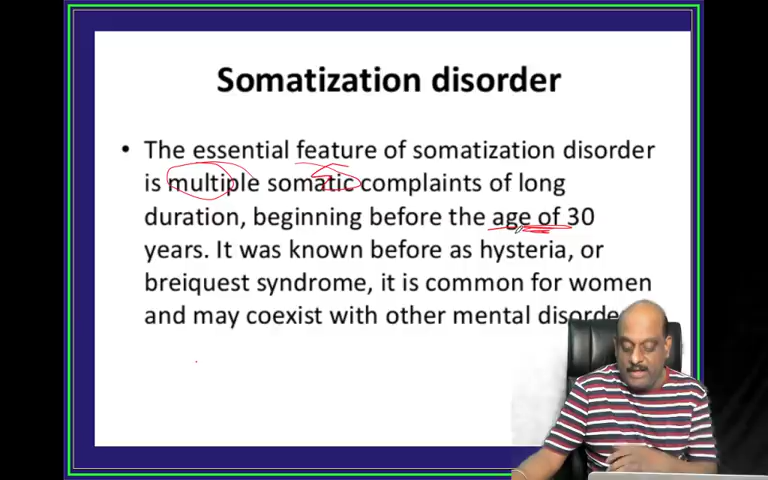 Somatization disorder
• The essential feature of somatization disorder
is multiple somatic complaints of long
duration, beginning before the age of 30
years. It was known before as hysteria, or
breiquest syndrome, it is common for women
and may coexist with other mental